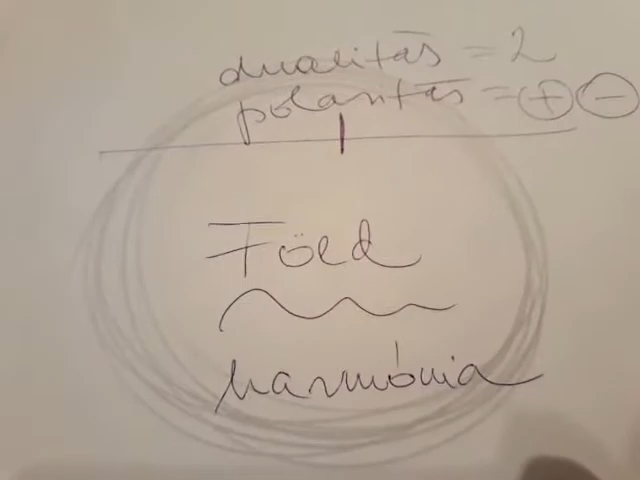 dualitás = 2
polaritás = + -
Föld
harmónia